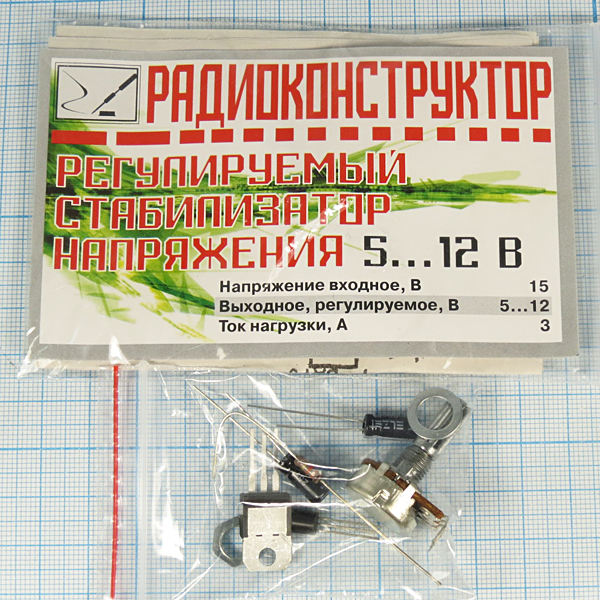 РАДИОКОНСТРУКТОР
РЕГУЛИРУЕМЫЙ
СТАБИЛИЗАТОР
НАПРЯЖЕНИЯ 5...12 В
Напряжение входное, В 15
Выходное, регулируемое, В 5...12
Ток нагрузки, А 3